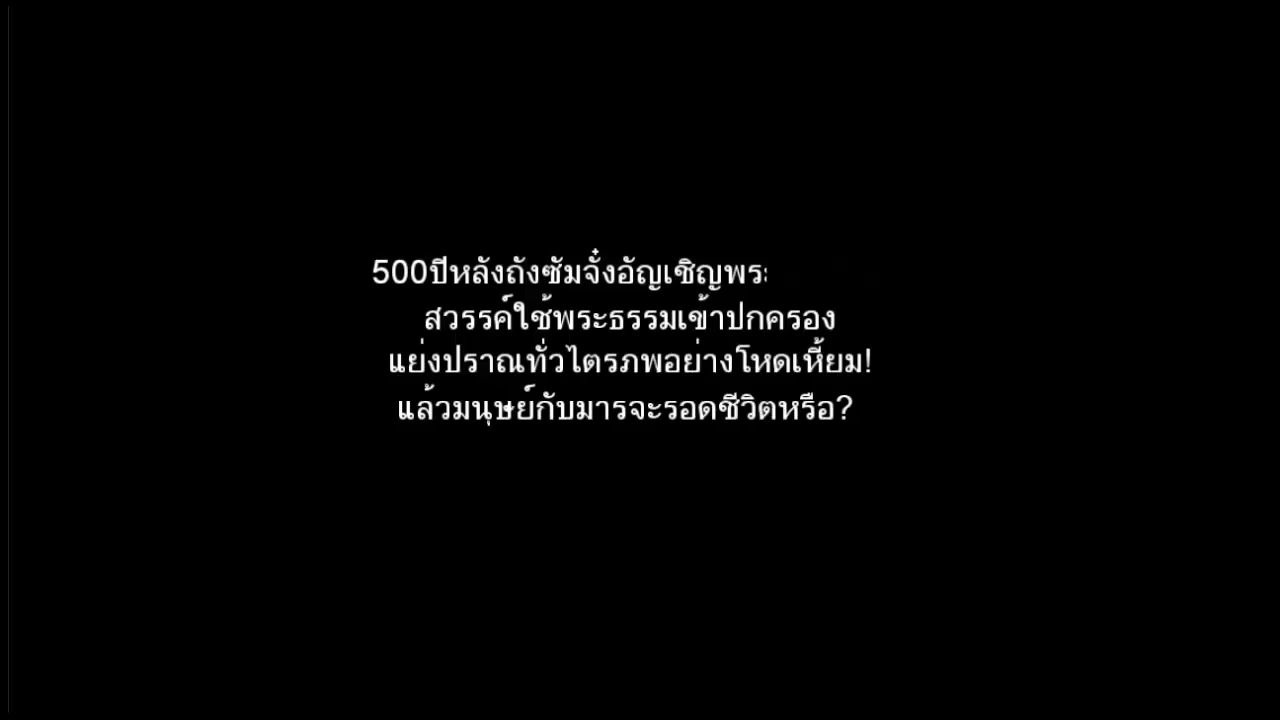 500ปีหลังถังซัมจั๋งอัญเชิญพระ
สวรรค์ใช้พระธรรมเข้าปกครอง
แย่งปราณทั่วไตรภพอย่างโหดเหี้ยม!
แล้วมนุษย์กับมารจะรอดชีวิตหรือ?